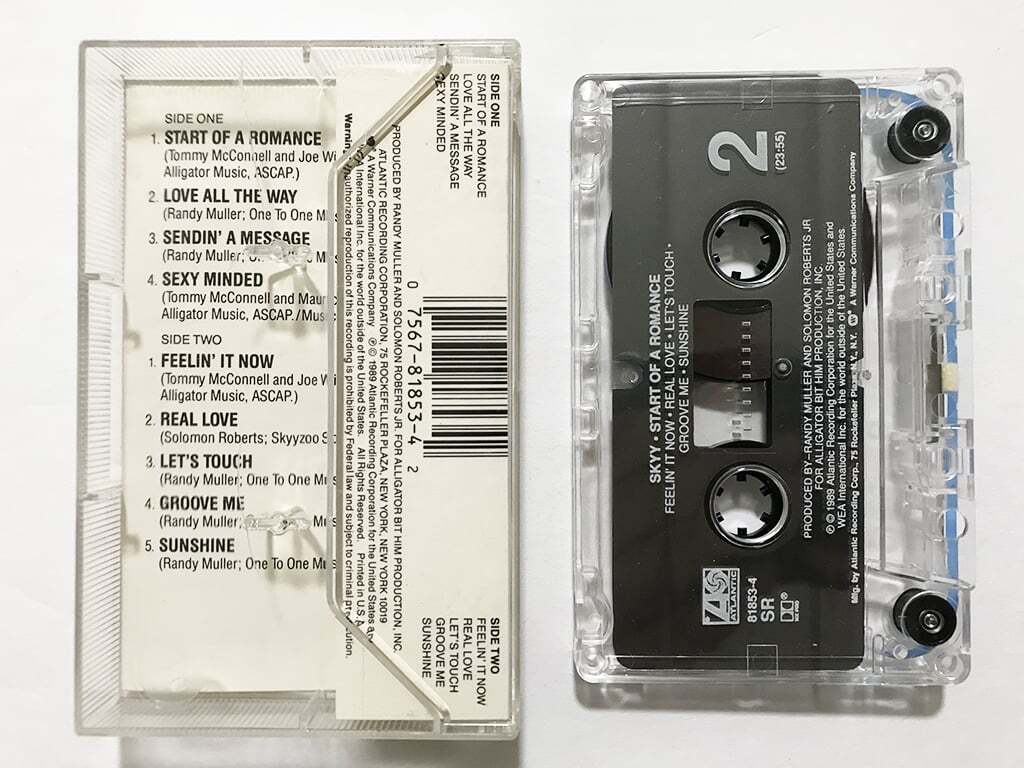 SIDE ONE
1. START OF A ROMANCE
(Tommy McConnell and Joe
Alligator Music, ASCAP.)
2. LOVE ALL THE WAY
(Randy Muller; One To One
3. SENDIN' A MESSAGE
(Randy Muller;
4. SEXY MINDED
(Tommy McConnell and
Alligator Music, ASCAP./
SIDE TWO
1. FEELIN' IT NOW
(Tommy McConnell and Joe
Alligator Music, ASCAP.)
2. REAL LOVE
(Solomon Roberts; Skyyzoo
3. LET'S TOUCH
(Randy Muller; One To One
4. GROOVE ME
(Randy Muller;
5. SUNSHINE
(Randy Muller; One To One
SIDE ONE
START OF A ROMANCE
LOVE ALL THE WAY
SENDIN' A MESSAGE
SEXY MINDED
SIDE TWO
FEELIN' IT NOW
REAL LOVE
LET'S TOUCH
GROOVE ME
SUNSHINE
0 7567-81853-4 2
PRODUCED BY RANDY MULLER AND SOLOMON ROBERTS JR. FOR ALLIGATOR BIT HIM PRODUCTION, INC.
ATLANTIC RECORDING CORPORATION, 75 ROCKEFELLER PLAZA, NEW YORK, NEW YORK 10019
A Warner Communications Company ℗ © 1989 Atlantic Recording Corporation for the United States and
International Inc. for the world outside of the United States. All Rights Reserved. Printed in U.S.A.
Warning: Unauthorized reproduction of this recording is prohibited by Federal law and subject to criminal prosecution.
2
(23:55)
SKYY • START OF A ROMANCE
FEELIN' IT NOW • REAL LOVE • LET'S TOUCH •
GROOVE ME • SUNSHINE
PRODUCED BY—RANDY MULLER AND SOLOMON ROBERTS JR
FOR ALLIGATOR BIT HIM PRODUCTION, INC.
℗ © 1989 Atlantic Recording Corporation for the United States and
WEA International Inc. for the world outside of the United States.
Mfg. by Atlantic Recording Corp., 75 Rockefeller Plaza, N.Y., N.Y. A Warner Communications Company
ATLANTIC
81853-4
SR